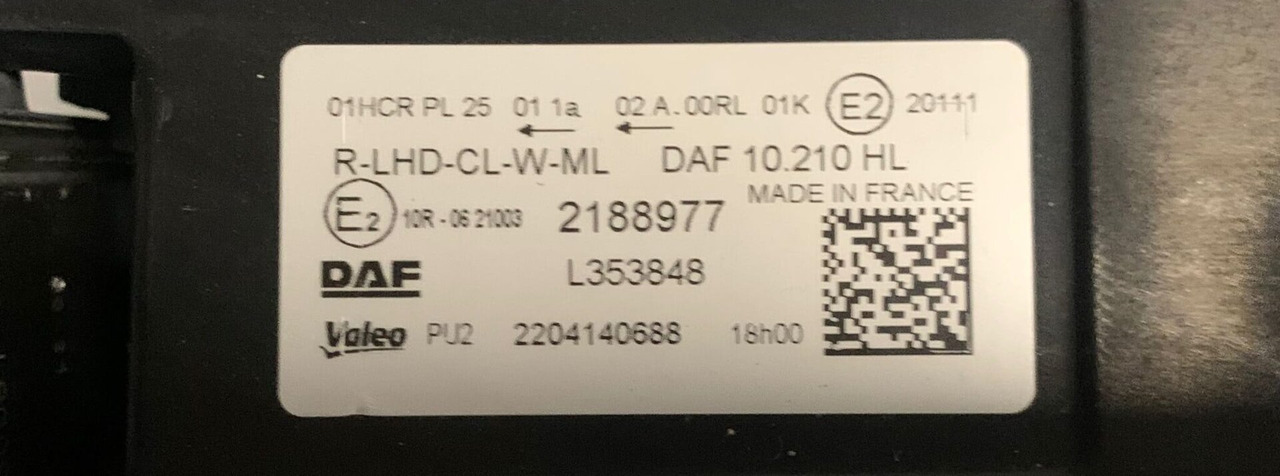 01HCR PL 25 01 1a 02 A.00RL 01K E2 20111
R-LHD-CL-W-ML DAF 10.210 HL
MADE IN FRANCE
E2 10R - 06 21003 2188977
DAF L353848
Valeo PU2 2204140688 18h00